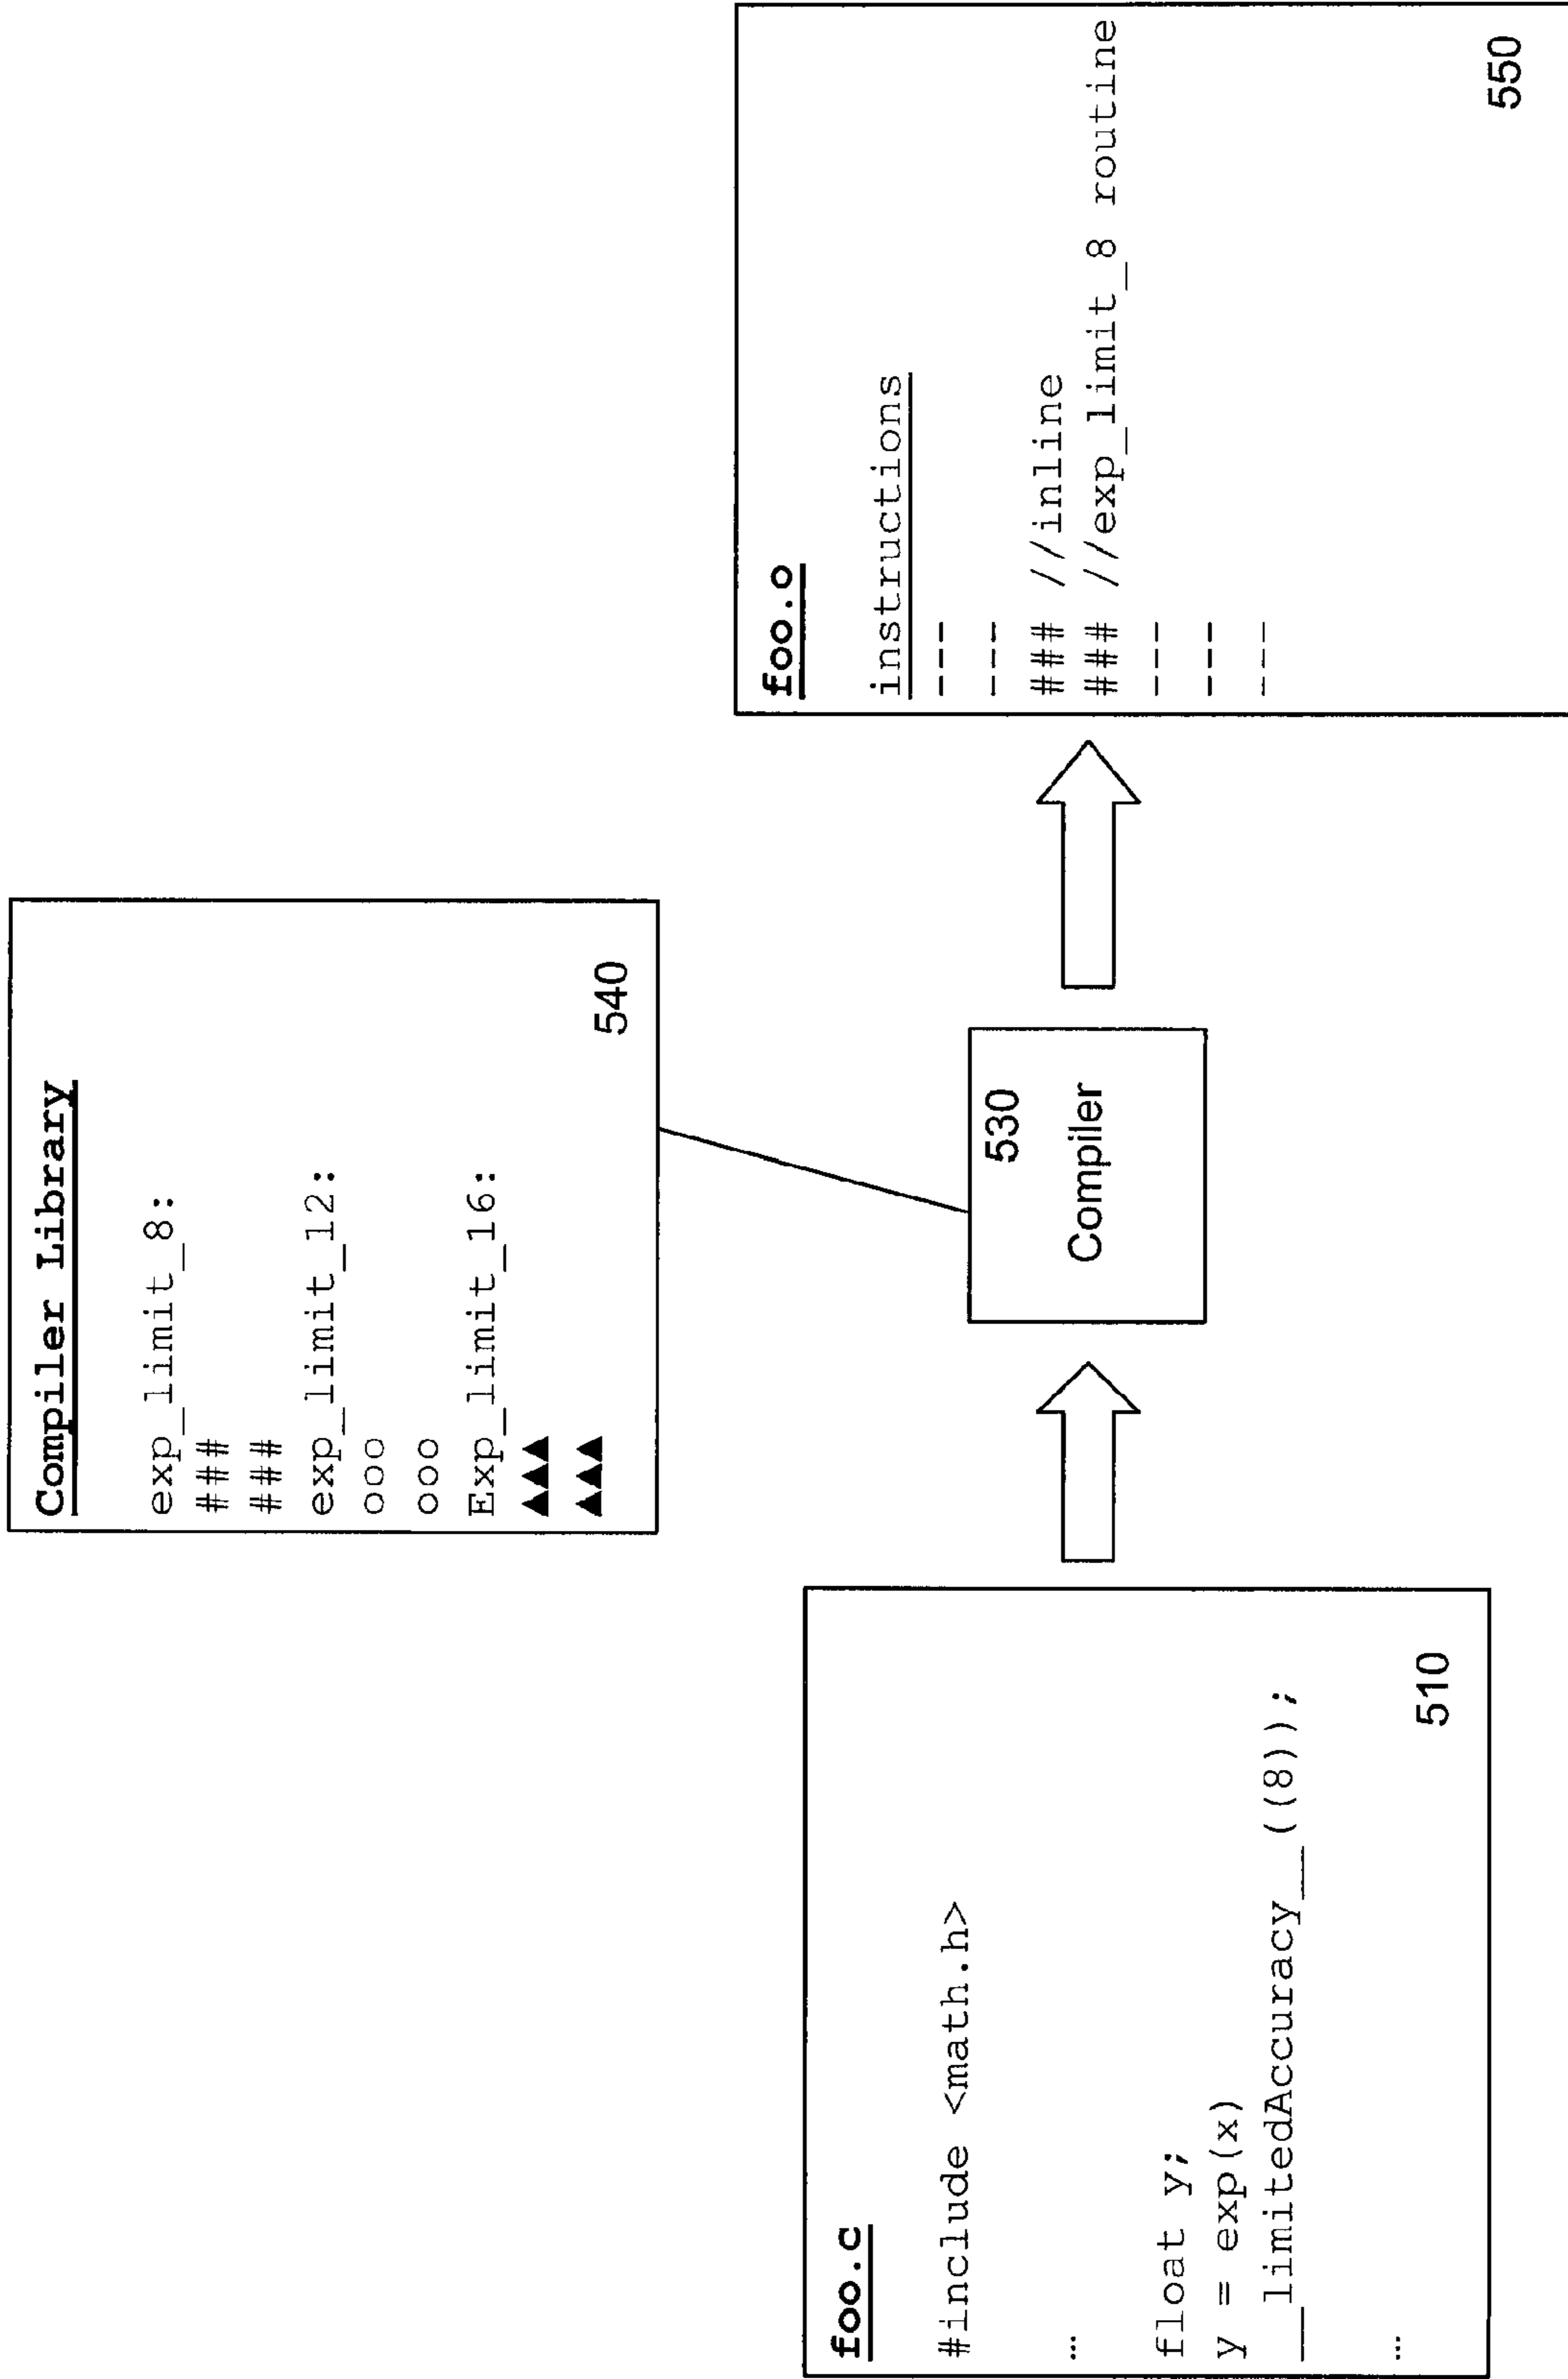 Compiler Library
exp_limit_8:
###
###
exp_limit_12:
ooo
ooo
Exp_limit_16:
▲▲▲
▲▲▲
540
foo.c
#include <math.h>
...
float y;
y = exp(x)
__limitedAccuracy__((8));
...
510
530
Compiler
foo.o
instructions
---
---
### //inline
### //exp_limit_8 routine
---
---
---
550